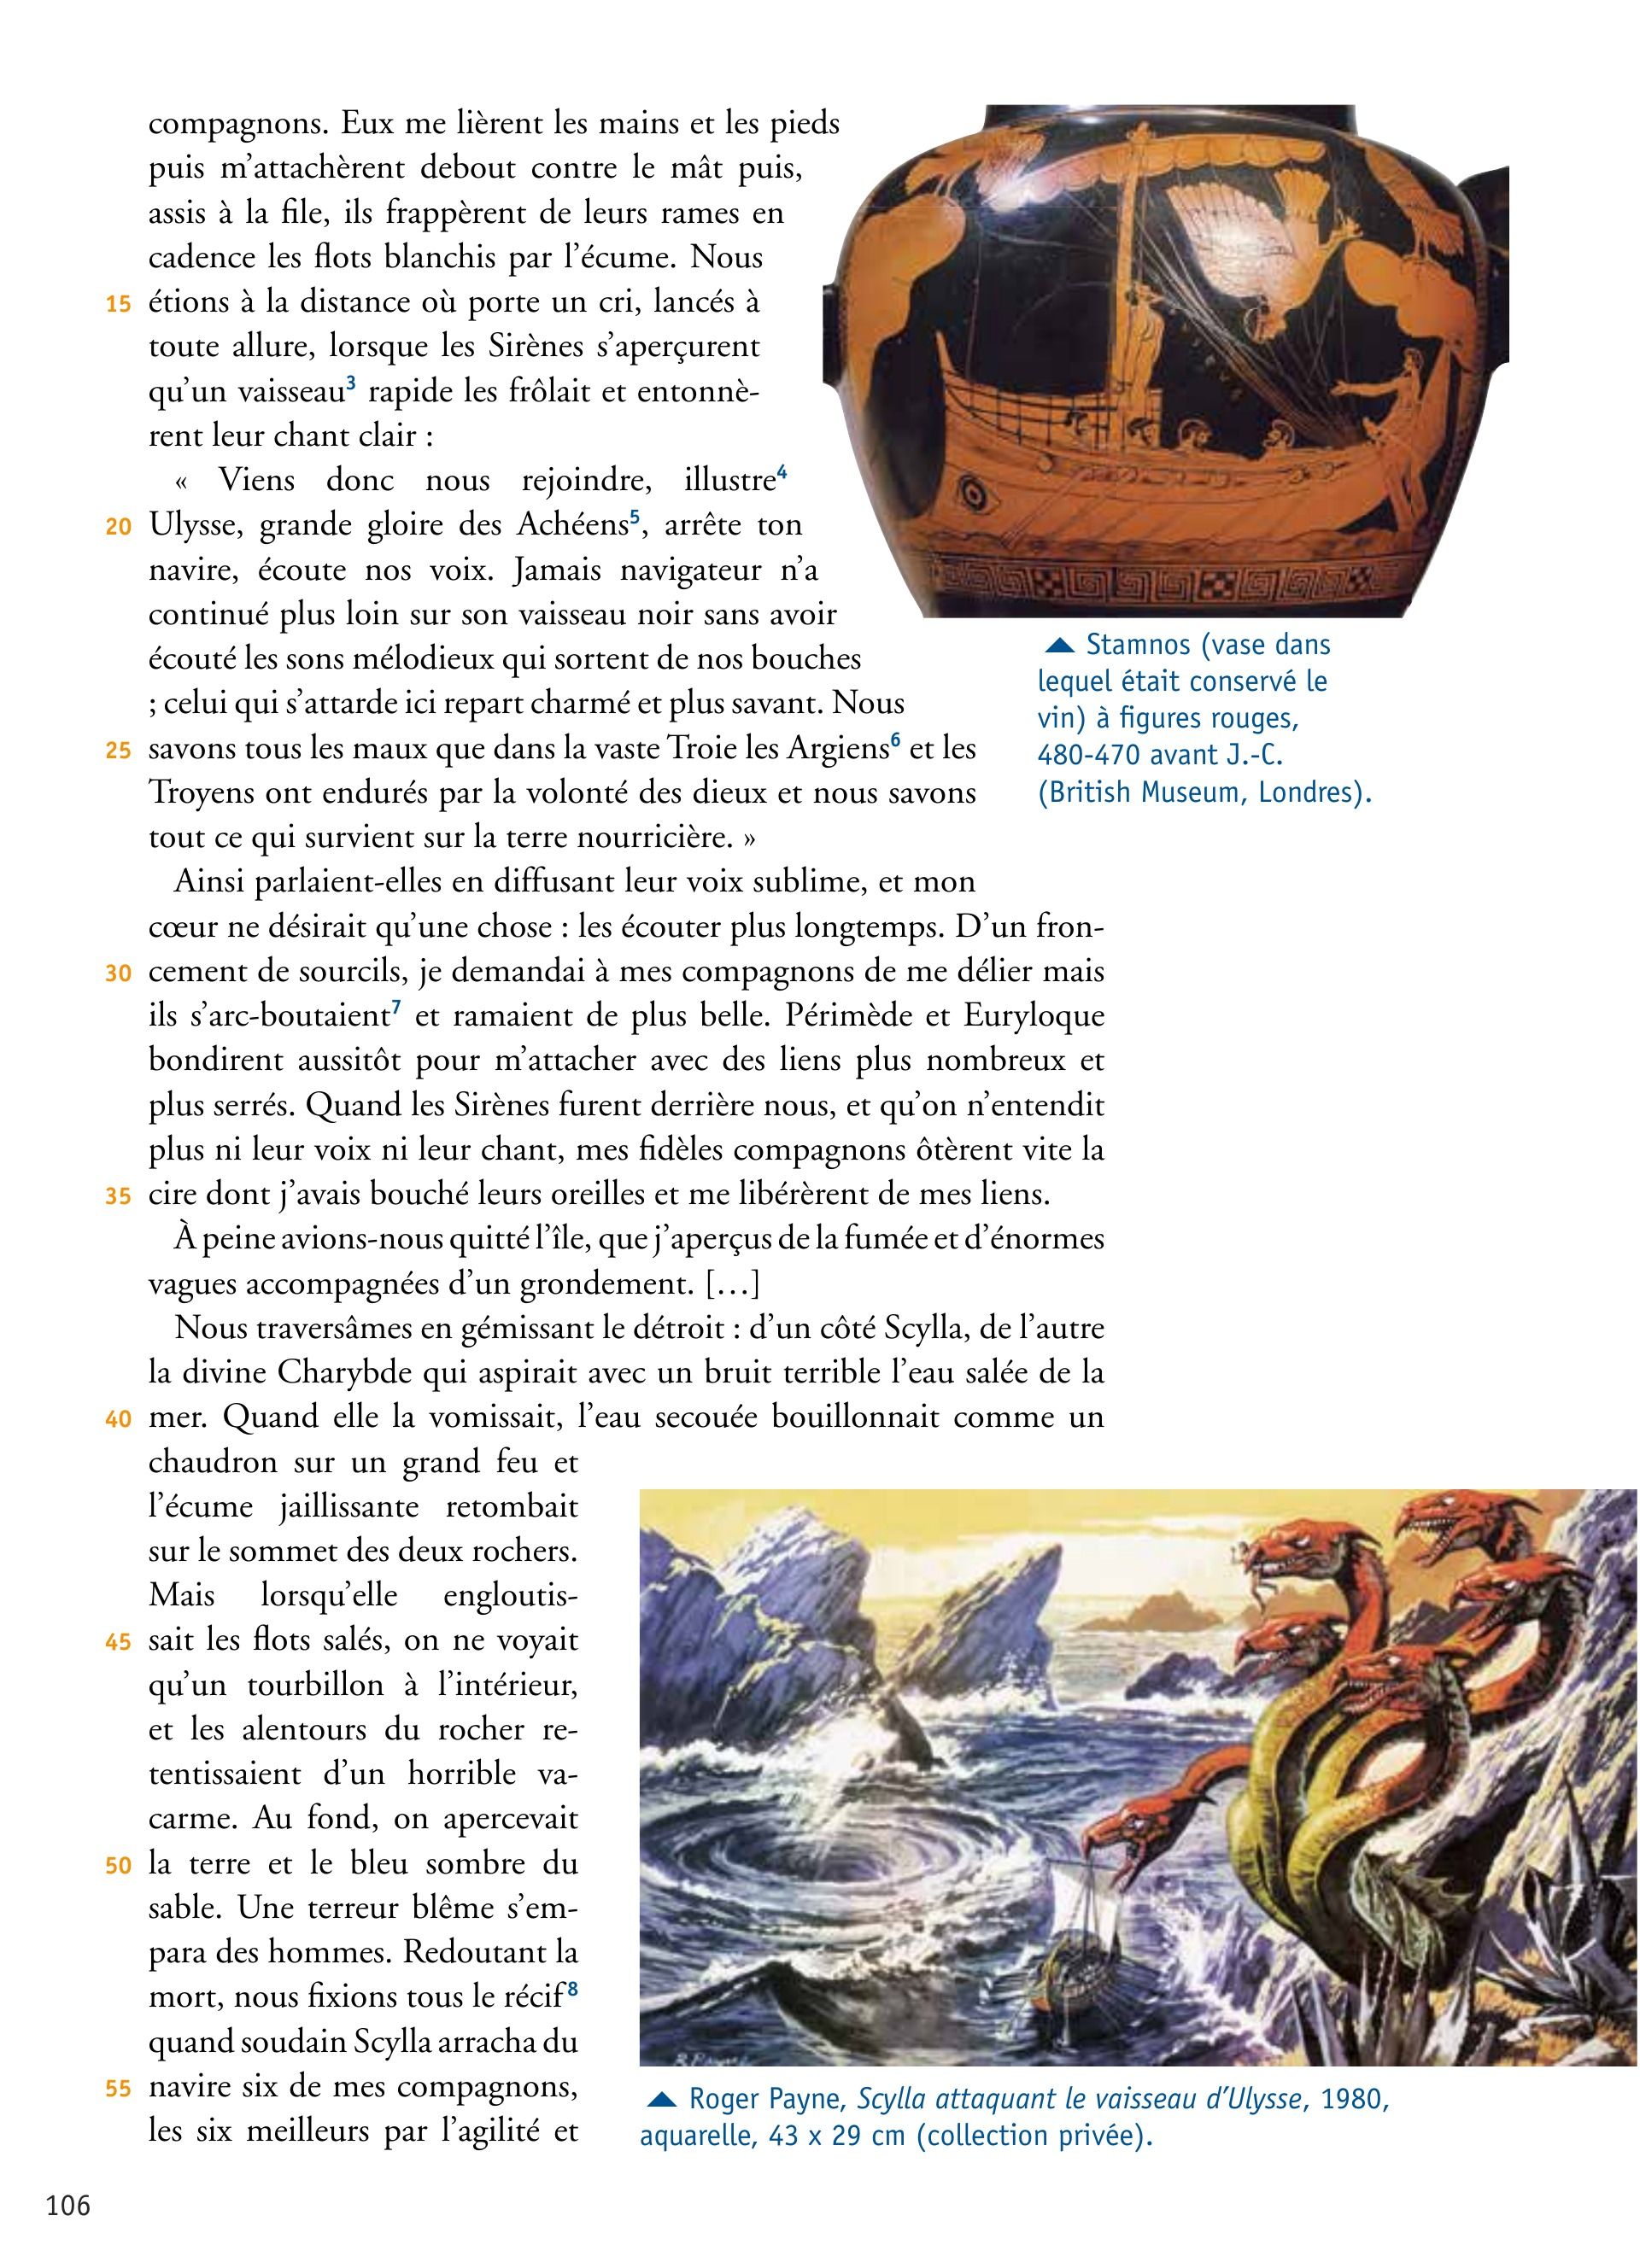 compagnons. Eux me lièrent les mains et les pieds
puis m'attachèrent debout contre le mât puis,
assis à la file, ils frappèrent de leurs rames en
cadence les flots blanchis par l'écume. Nous
15 étions à la distance où porte un cri, lancés à
toute allure, lorsque les Sirènes s'aperçurent
qu'un vaisseau3 rapide les frôlait et entonnè-
rent leur chant clair :
« Viens donc nous rejoindre, illustre4
20 Ulysse, grande gloire des Achéens5, arrête ton
navire, écoute nos voix. Jamais navigateur n'a
continué plus loin sur son vaisseau noir sans avoir
écouté les sons mélodieux qui sortent de nos bouches
; celui qui s'attarde ici repart charmé et plus savant. Nous
25 savons tous les maux que dans la vaste Troie les Argiens6 et les
Troyens ont endurés par la volonté des dieux et nous savons
tout ce qui survient sur la terre nourricière. »
▲ Stamnos (vase dans
lequel était conservé le
vin) à figures rouges,
480-470 avant J.-C.
(British Museum, Londres).
Ainsi parlaient-elles en diffusant leur voix sublime, et mon
cœur ne désirait qu'une chose : les écouter plus longtemps. D'un fron-
30 cement de sourcils, je demandai à mes compagnons de me délier mais
ils s'arc-boutaient7 et ramaient de plus belle. Périmède et Euryloque
bondirent aussitôt pour m'attacher avec des liens plus nombreux et
plus serrés. Quand les Sirènes furent derrière nous, et qu'on n'entendit
plus ni leur voix ni leur chant, mes fidèles compagnons ôtèrent vite la
35 cire dont j'avais bouché leurs oreilles et me libérèrent de mes liens.
À peine avions-nous quitté l'île, que j'aperçus de la fumée et d'énormes
vagues accompagnées d'un grondement. […]
Nous traversâmes en gémissant le détroit : d'un côté Scylla, de l'autre
la divine Charybde qui aspirait avec un bruit terrible l'eau salée de la
40 mer. Quand elle la vomissait, l'eau secouée bouillonnait comme un
chaudron sur un grand feu et
l'écume jaillissante retombait
sur le sommet des deux rochers.
Mais lorsqu'elle engloutis-
45 sait les flots salés, on ne voyait
qu'un tourbillon à l'intérieur,
et les alentours du rocher re-
tentissaient d'un horrible va-
carme. Au fond, on apercevait
50 la terre et le bleu sombre du
sable. Une terreur blême s'em-
para des hommes. Redoutant la
mort, nous fixions tous le récif8
quand soudain Scylla arracha du
55 navire six de mes compagnons,
les six meilleurs par l'agilité et
▲ Roger Payne, Scylla attaquant le vaisseau d'Ulysse, 1980,
aquarelle, 43 x 29 cm (collection privée).
106